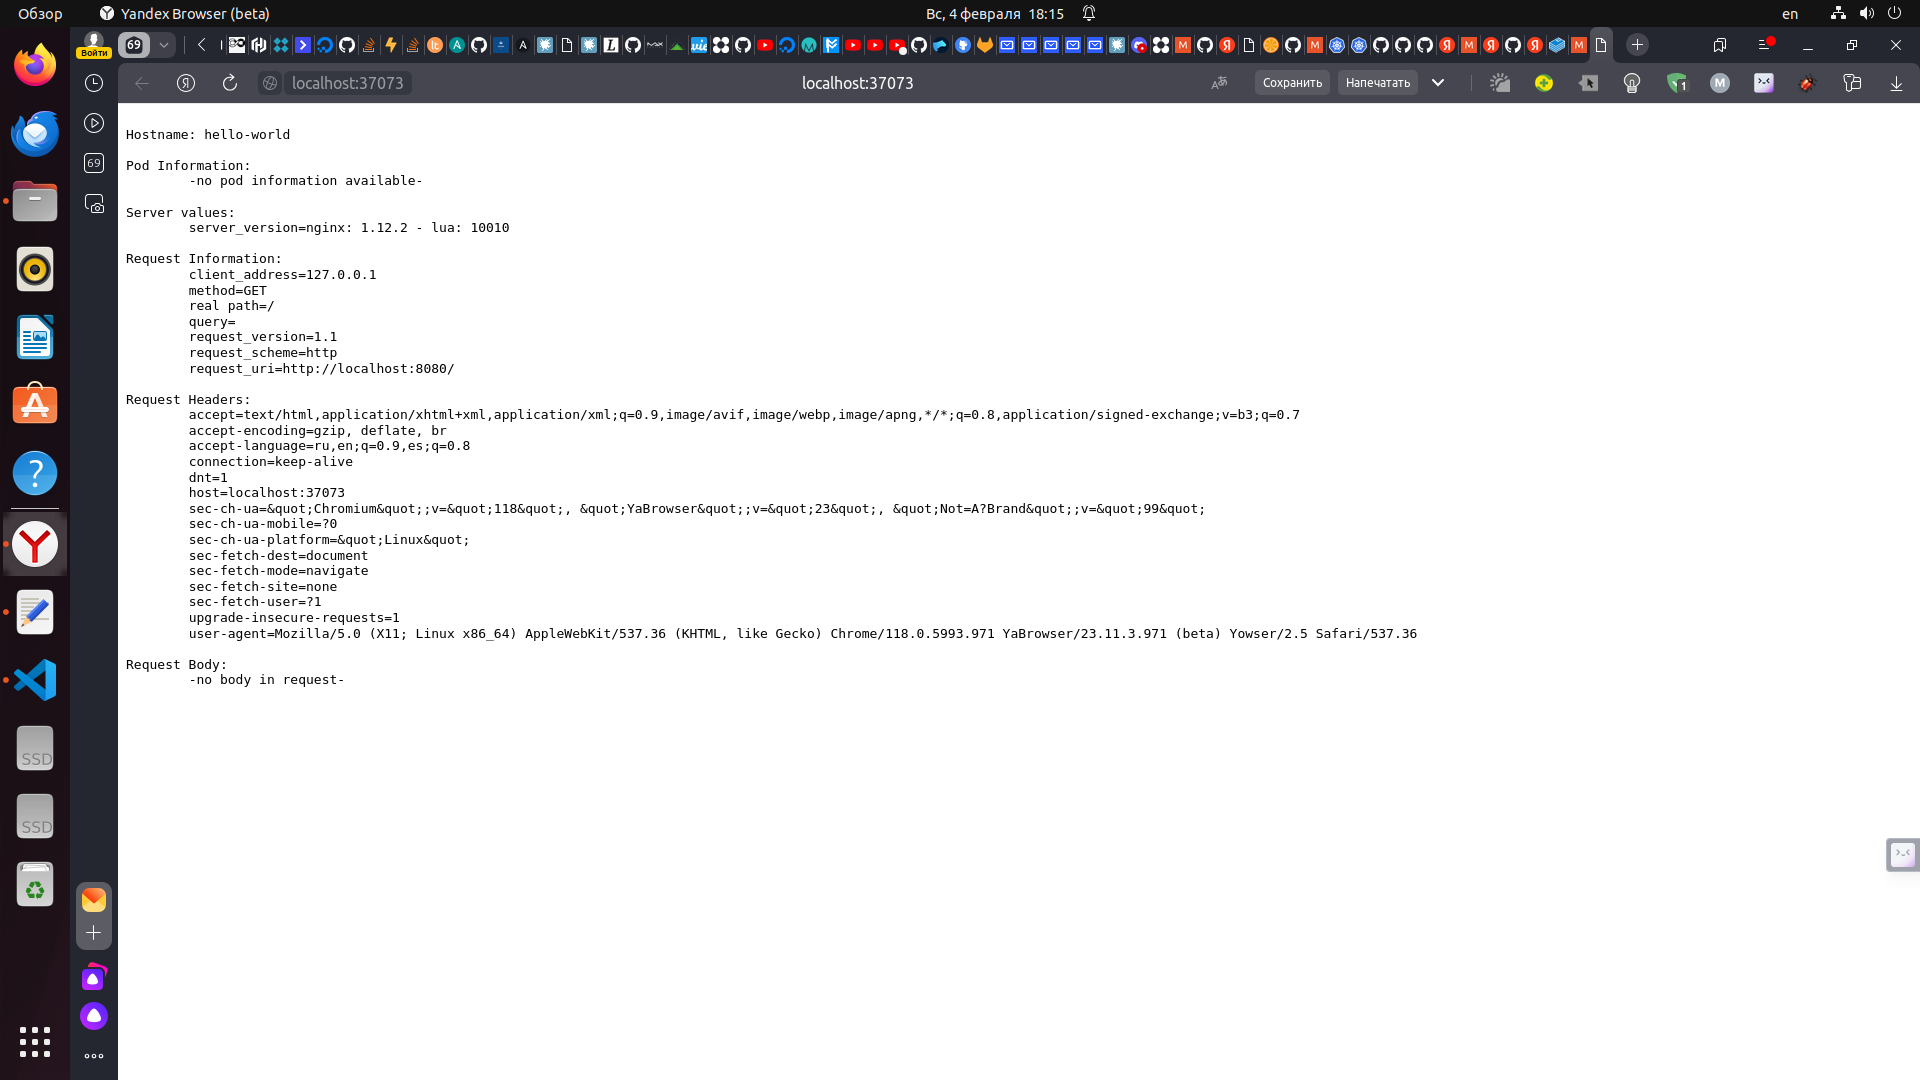 Обзор
Yandex Browser (beta)
Вс, 4 февраля 18:15
en
Войти
69
localhost:37073
localhost:37073
Сохранить
Напечатать
1
69
Hostname: hello-world
Pod Information:
-no pod information available-
Server values:
server_version=nginx: 1.12.2 - lua: 10010
Request Information:
client_address=127.0.0.1
method=GET
real path=/
query=
request_version=1.1
request_scheme=http
request_uri=http://localhost:8080/
Request Headers:
accept=text/html,application/xhtml+xml,application/xml;q=0.9,image/avif,image/webp,image/apng,*/*;q=0.8,application/signed-exchange;v=b3;q=0.7
accept-encoding=gzip, deflate, br
accept-language=ru,en;q=0.9,es;q=0.8
connection=keep-alive
dnt=1
host=localhost:37073
sec-ch-ua=&quot;Chromium&quot;;v=&quot;118&quot;, &quot;YaBrowser&quot;;v=&quot;23&quot;, &quot;Not=A?Brand&quot;;v=&quot;99&quot;
sec-ch-ua-mobile=?0
sec-ch-ua-platform=&quot;Linux&quot;
sec-fetch-dest=document
sec-fetch-mode=navigate
sec-fetch-site=none
sec-fetch-user=?1
upgrade-insecure-requests=1
user-agent=Mozilla/5.0 (X11; Linux x86_64) AppleWebKit/537.36 (KHTML, like Gecko) Chrome/118.0.5993.971 YaBrowser/23.11.3.971 (beta) Yowser/2.5 Safari/537.36
Request Body:
-no body in request-
SSD
SSD